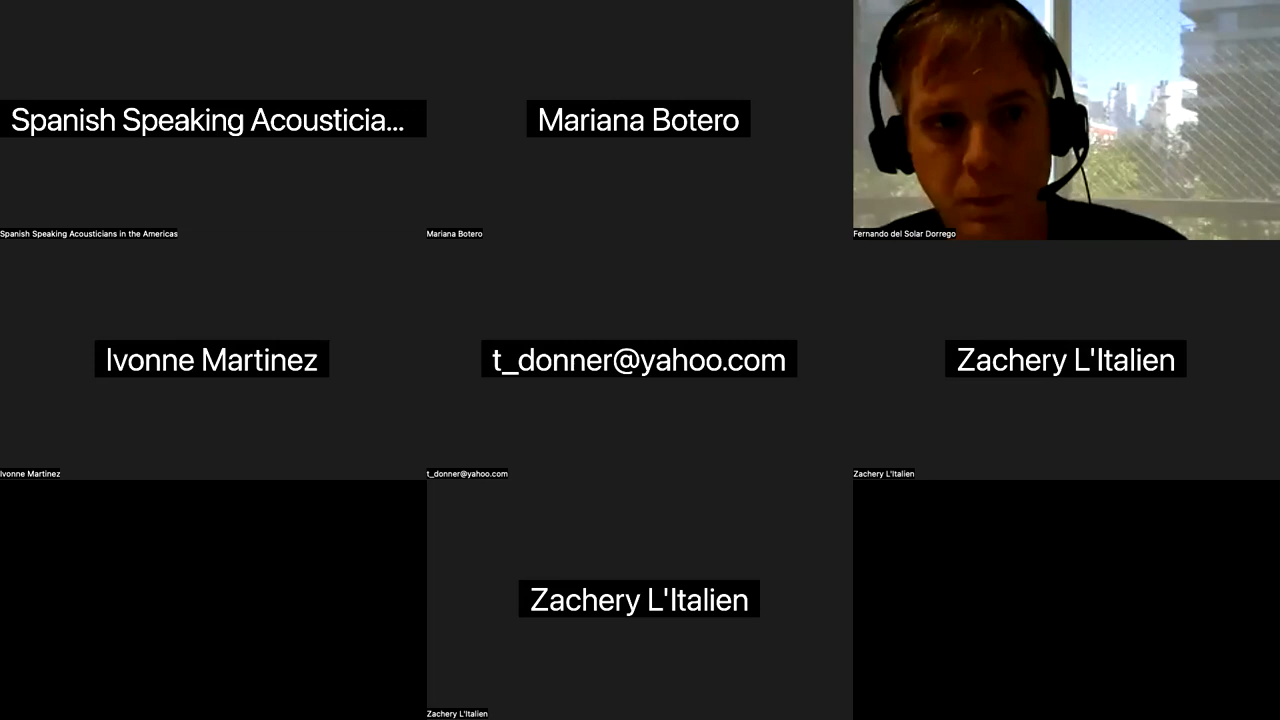 Spanish Speaking Acousticia...
Spanish Speaking Acousticians in the Americas
Mariana Botero
Mariana Botero
Fernando del Solar Dorrego
Ivonne Martinez
Ivonne Martinez
t_donner@yahoo.com
t_donner@yahoo.com
Zachery L'Italien
Zachery L'Italien
Zachery L'Italien
Zachery L'Italien